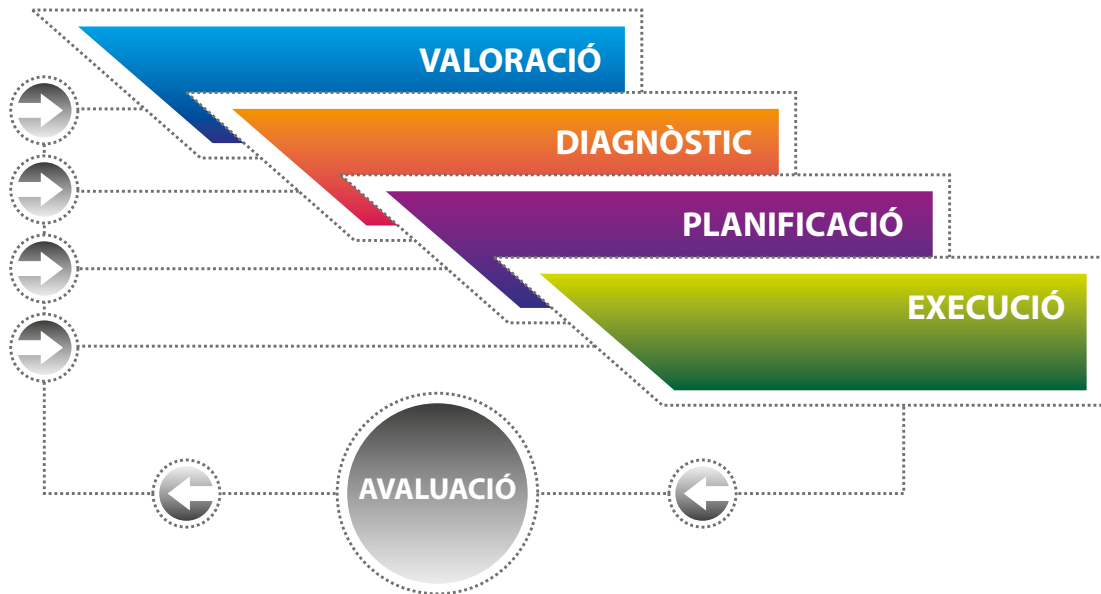 VALORACIÓ
DIAGNÒSTIC
PLANIFICACIÓ
EXECUCIÓ
AVALUACIÓ